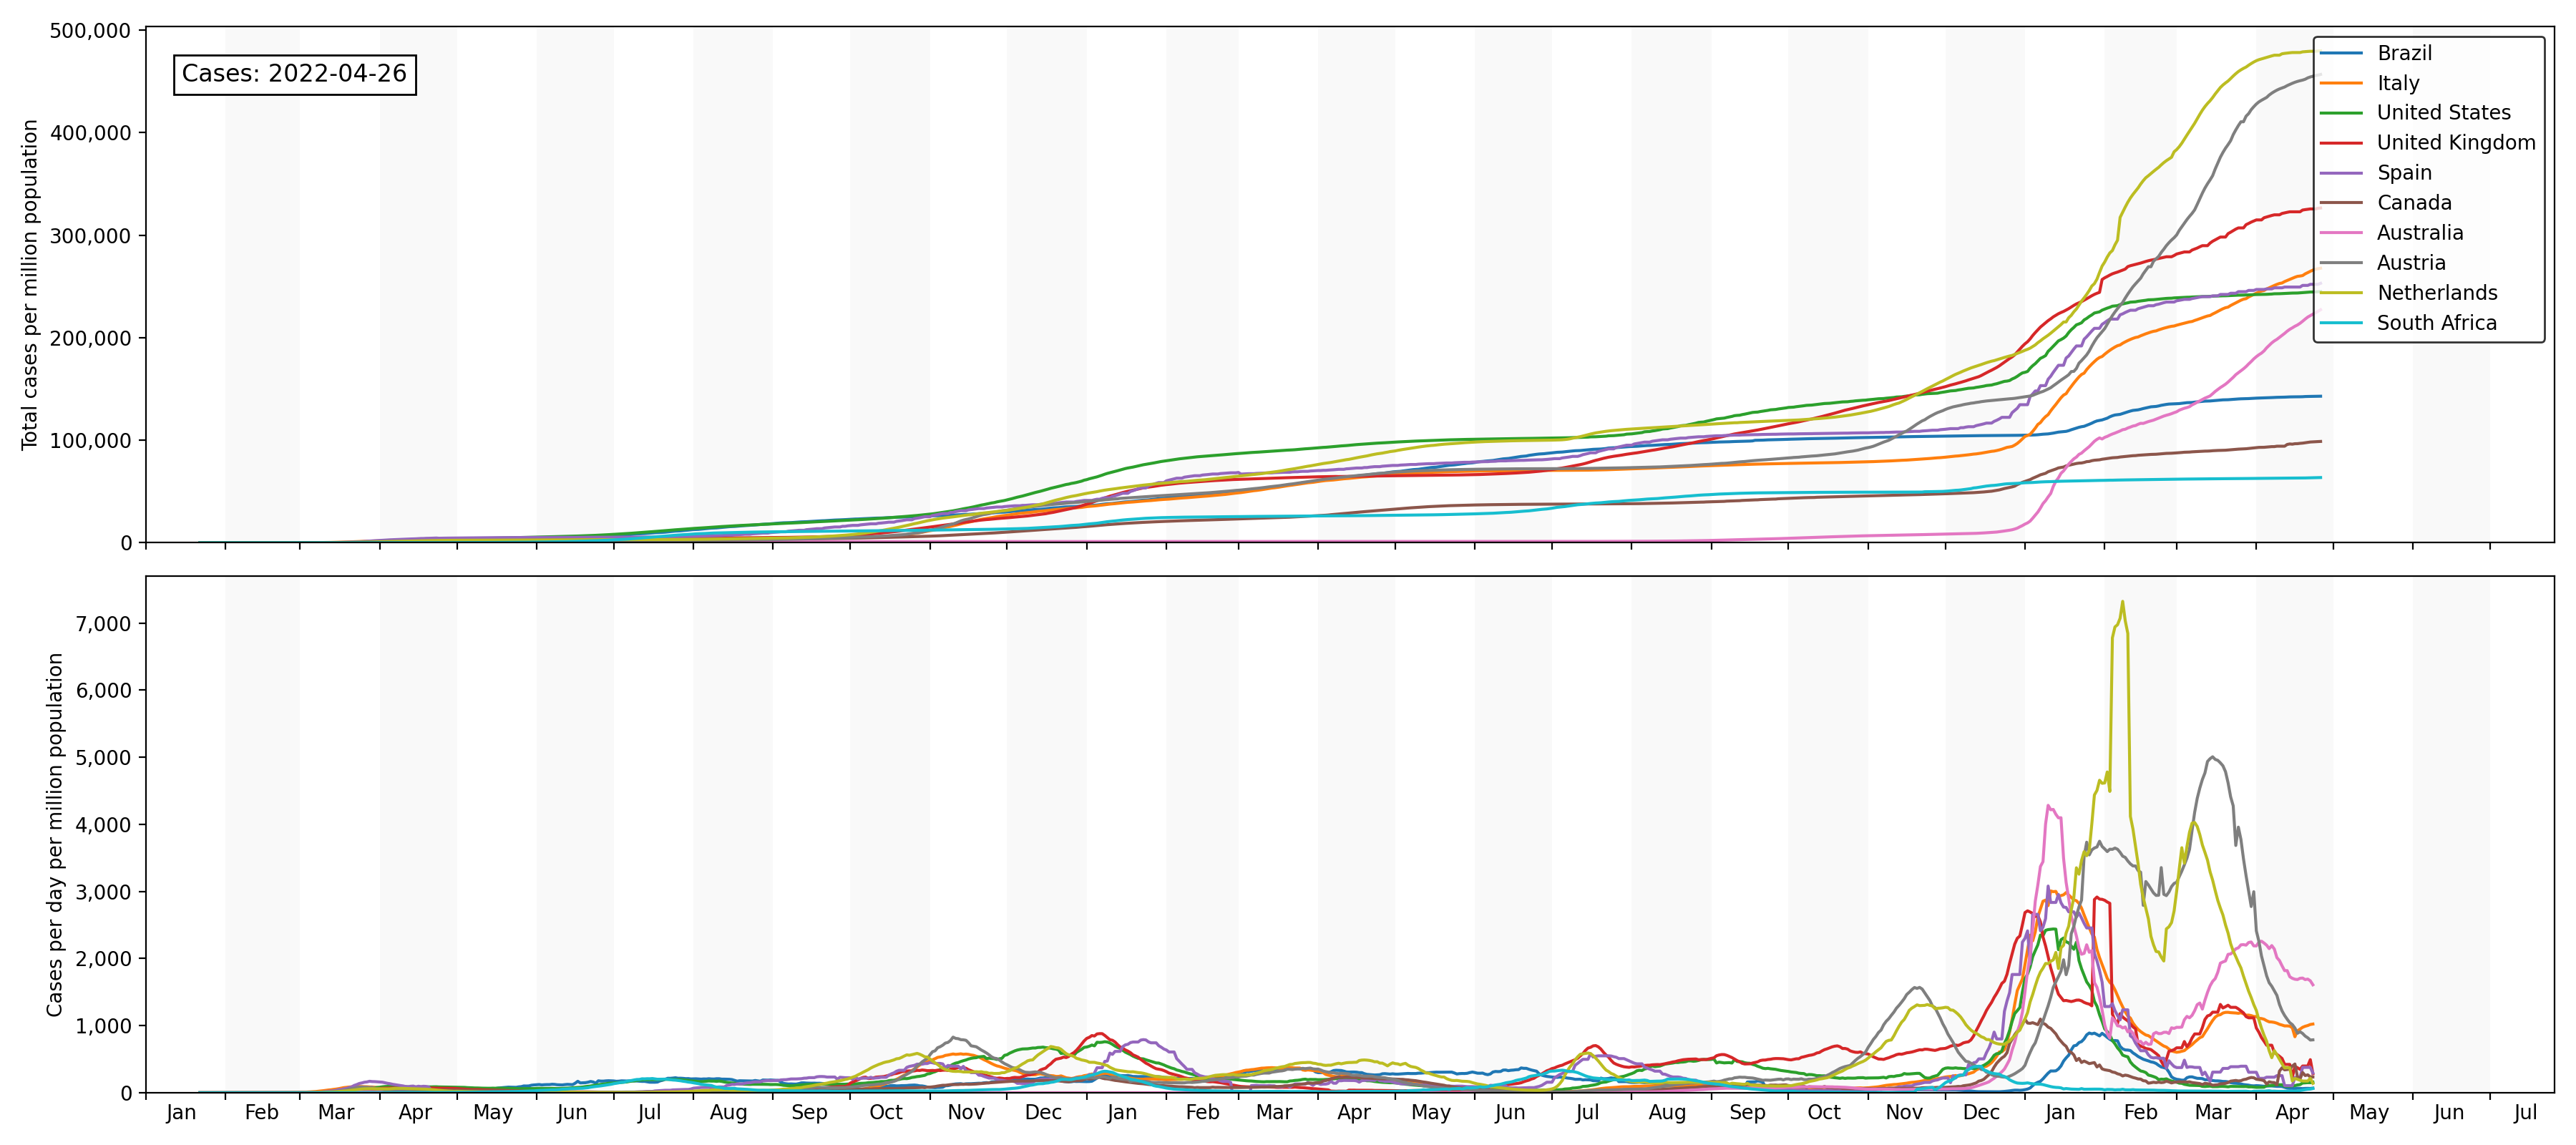 500,000
400,000
300,000
200,000
100,000
0
Total cases per million population
Cases: 2022-04-26
Brazil
Italy
United States
United Kingdom
Spain
Canada
Australia
Austria
Netherlands
South Africa
7,000
6,000
5,000
4,000
3,000
2,000
1,000
0
Cases per day per million population
Jan Feb Mar Apr May Jun Jul Aug Sep Oct Nov Dec Jan Feb Mar Apr May Jun Jul Aug Sep Oct Nov Dec Jan Feb Mar Apr May Jun Jul